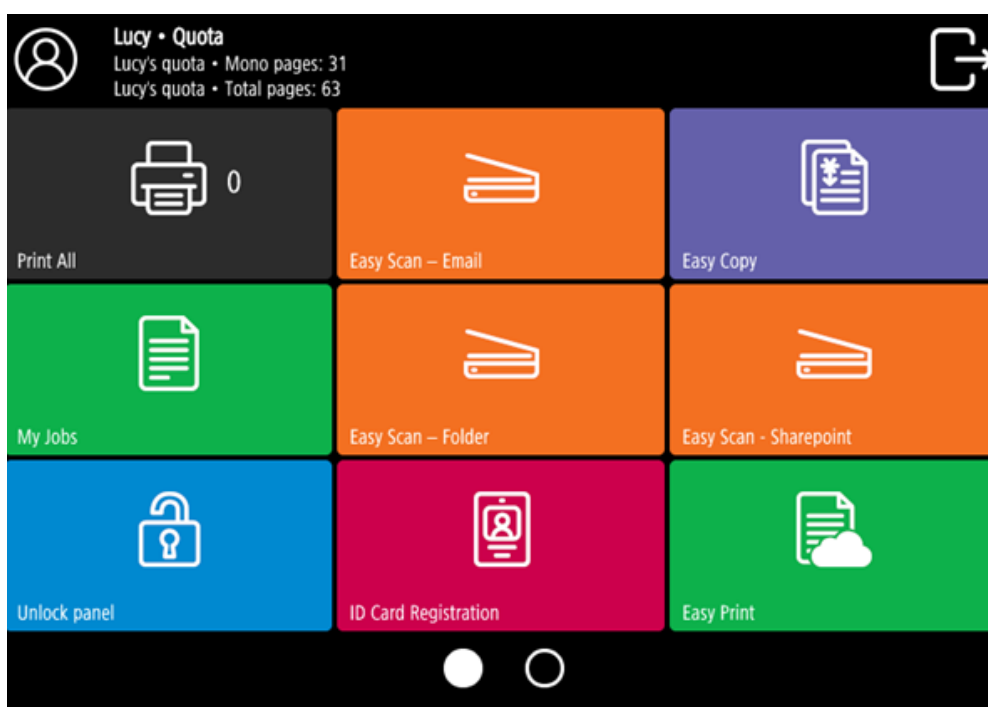 Lucy • Quota
Lucy's quota • Mono pages: 31
Lucy's quota • Total pages: 63
0
Print All
Easy Scan – Email
Easy Copy
My Jobs
Easy Scan – Folder
Easy Scan - Sharepoint
Unlock panel
ID Card Registration
Easy Print